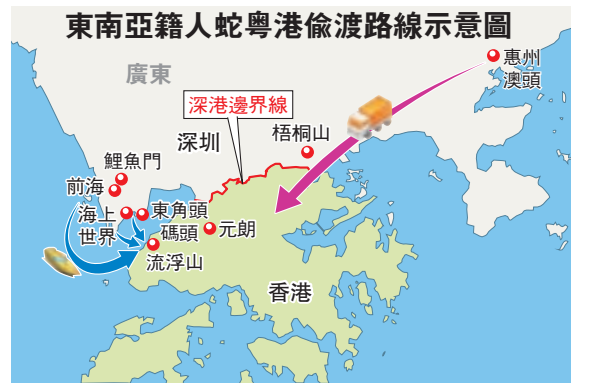 東南亞籍人蛇粵港偷渡路線示意圖
惠州
澳頭
廣東
深港邊界線
深圳
梧桐山
鯉魚門
前海
海上
世界
東角頭
碼頭
元朗
流浮山
香港